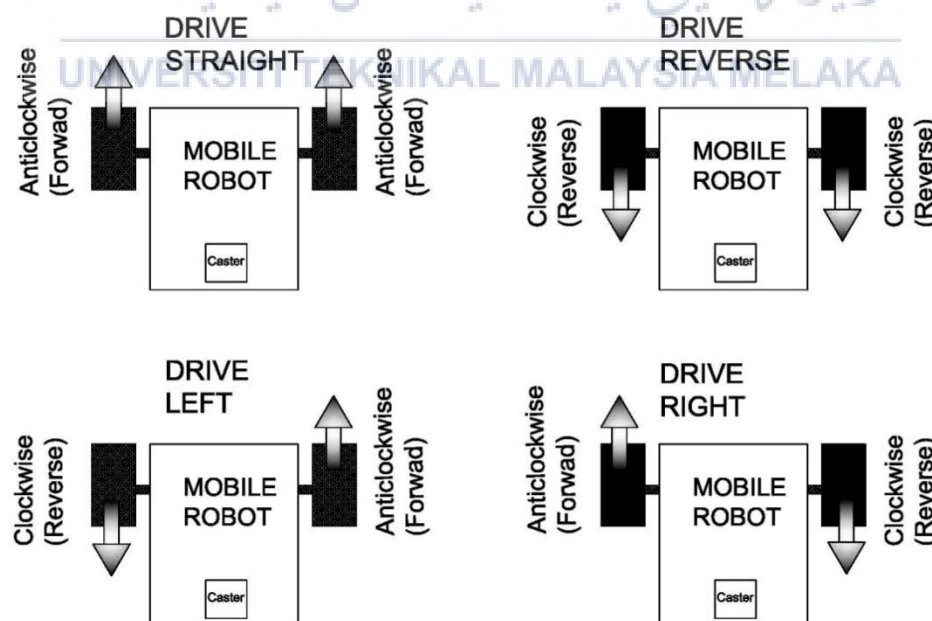 DRIVE
STRAIGHT
UNIVERSITI TEKNIKAL MALAYSIA MELAKA
Anticlockwise
(Forwad)
MOBILE
ROBOT
Caster
Anticlockwise
(Forwad)
DRIVE
REVERSE
Clockwise
(Reverse)
MOBILE
ROBOT
Caster
Clockwise
(Reverse)
DRIVE
LEFT
Clockwise
(Reverse)
MOBILE
ROBOT
Caster
Anticlockwise
(Forwad)
DRIVE
RIGHT
Anticlockwise
(Forwad)
MOBILE
ROBOT
Caster
Clockwise